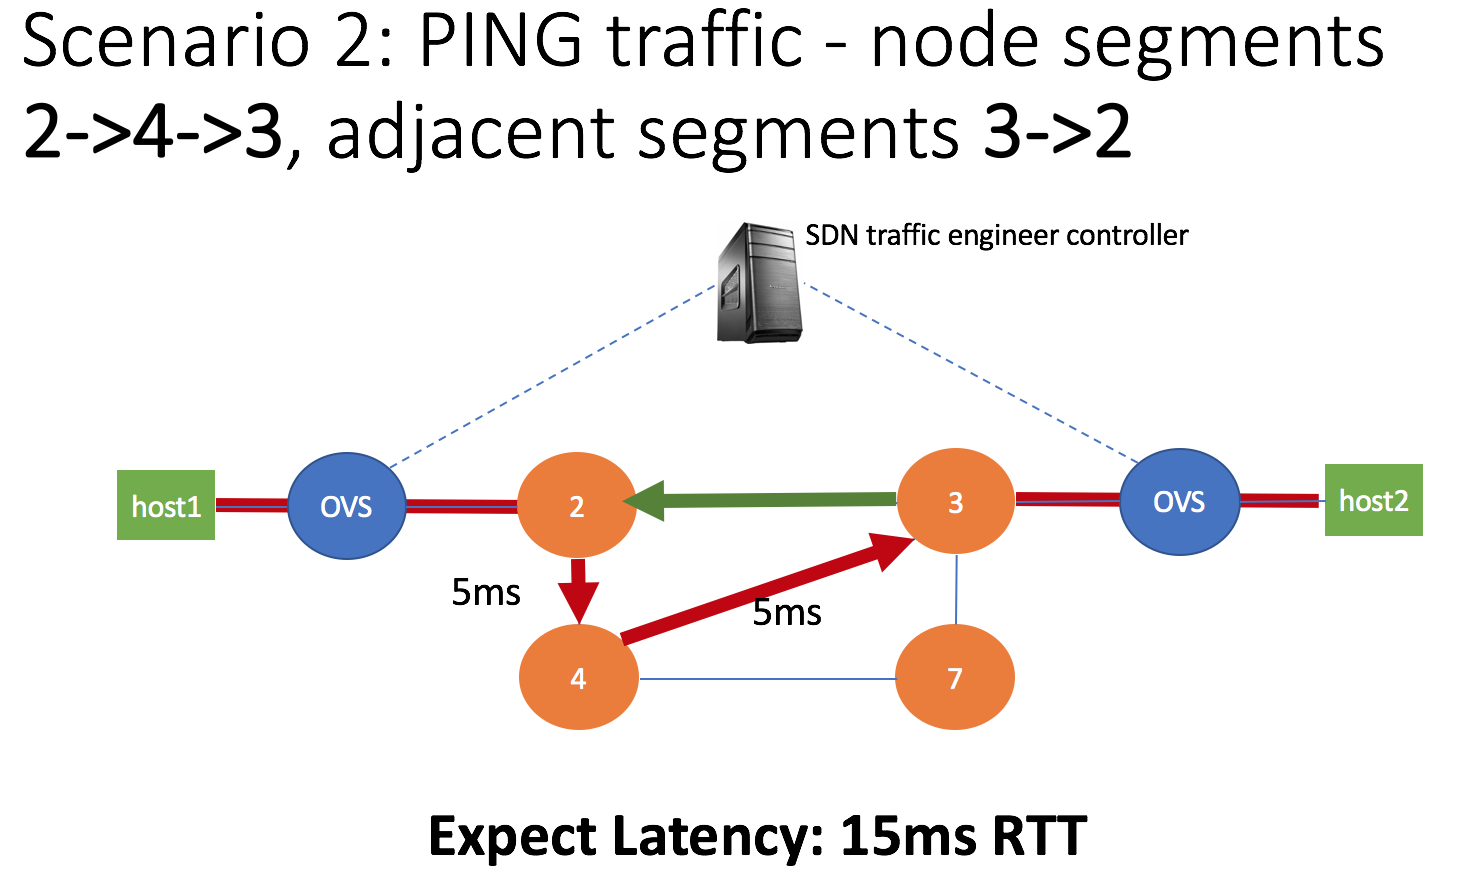 Scenario 2: PING traffic - node segments
2->4->3, adjacent segments 3->2
SDN traffic engineer controller
host1
OVS
2
3
OVS
host2
5ms
5ms
4
7
Expect Latency: 15ms RTT